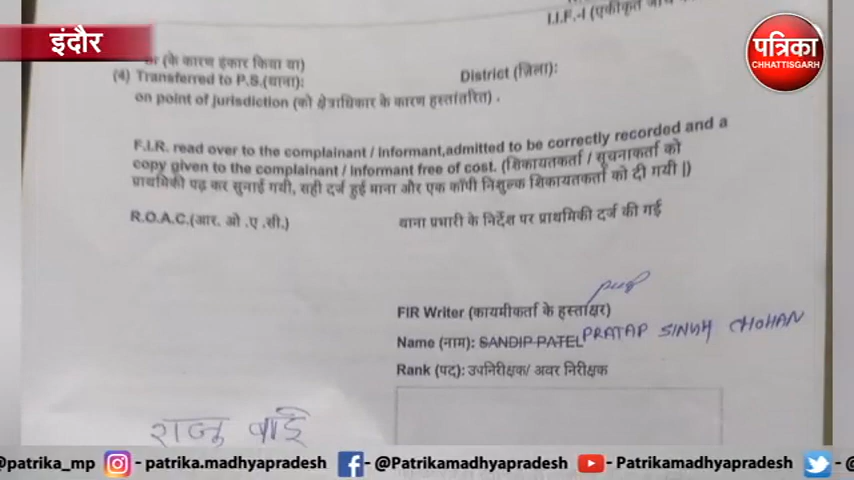 I.I.F.-I (एकीकृत जांच
इंदौर
पत्रिका
CHHATTISGARH
(के कारण इंकार किया या)
(4) Transferred to P.S.(थाना):
District (ज़िला):
on point of jurisdiction (को क्षेत्राधिकार के कारण हस्तांतरित) .
F.I.R. read over to the complainant / informant,admitted to be correctly recorded and a
copy given to the complainant / informant free of cost. (शिकायतकर्ता / सूचनाकर्ता को
प्राथमिकी पढ़ कर सुनाई गयी, सही दर्ज हुई माना और एक कॉपी निशुल्क शिकायतकर्ता को दी गयी |)
R.O.A.C.(आर. ओ .ए .सी.)
थाना प्रभारी के निर्देश पर प्राथमिकी दर्ज की गई
FIR Writer (कायमीकर्ता के हस्ताक्षर)
Name (नाम): SANDIP PATEL PRATAP SINGH CHOHAN
Rank (पद): उपनिरीक्षक/ अवर निरीक्षक
राजू बाई
@patrika_mp - patrika.madhyapradesh - @Patrikamadhyapradesh - Patrikamadhyapradesh - @